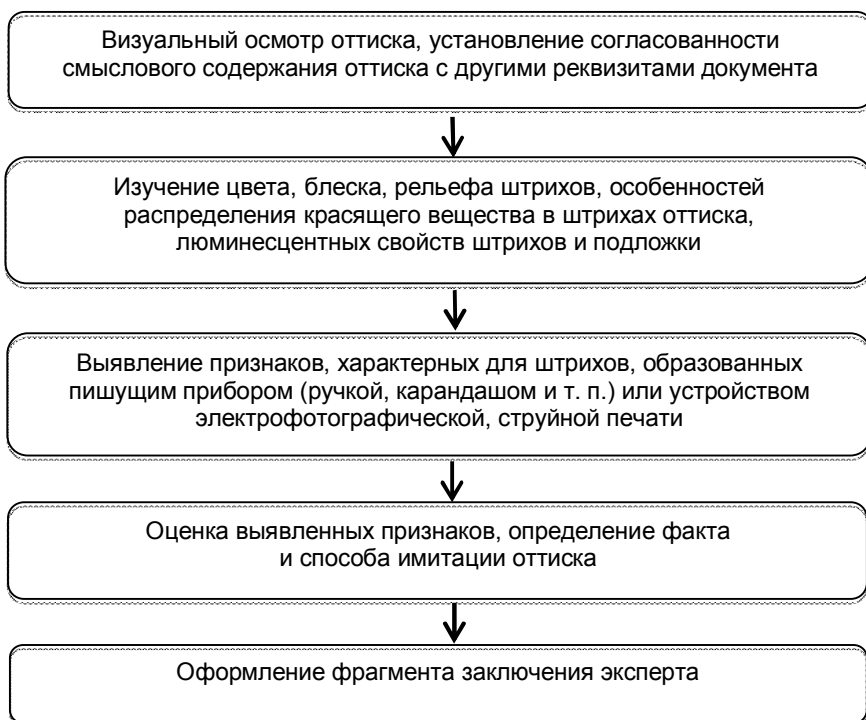 Визуальный осмотр оттиска, установление согласованности
смыслового содержания оттиска с другими реквизитами документа
Изучение цвета, блеска, рельефа штрихов, особенностей
распределения красящего вещества в штрихах оттиска,
люминесцентных свойств штрихов и подложки
Выявление признаков, характерных для штрихов, образованных
пишущим прибором (ручкой, карандашом и т. п.) или устройством
электрофотографической, струйной печати
Оценка выявленных признаков, определение факта
и способа имитации оттиска
Оформление фрагмента заключения эксперта